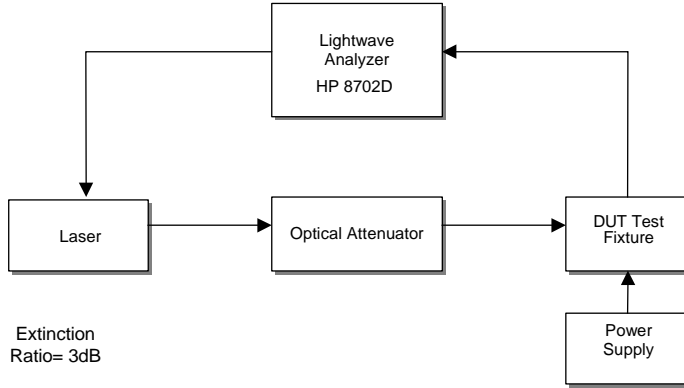 Lightwave
Analyzer
HP 8702D
Laser
Optical Attenuator
DUT Test
Fixture
Extinction
Ratio= 3dB
Power
Supply